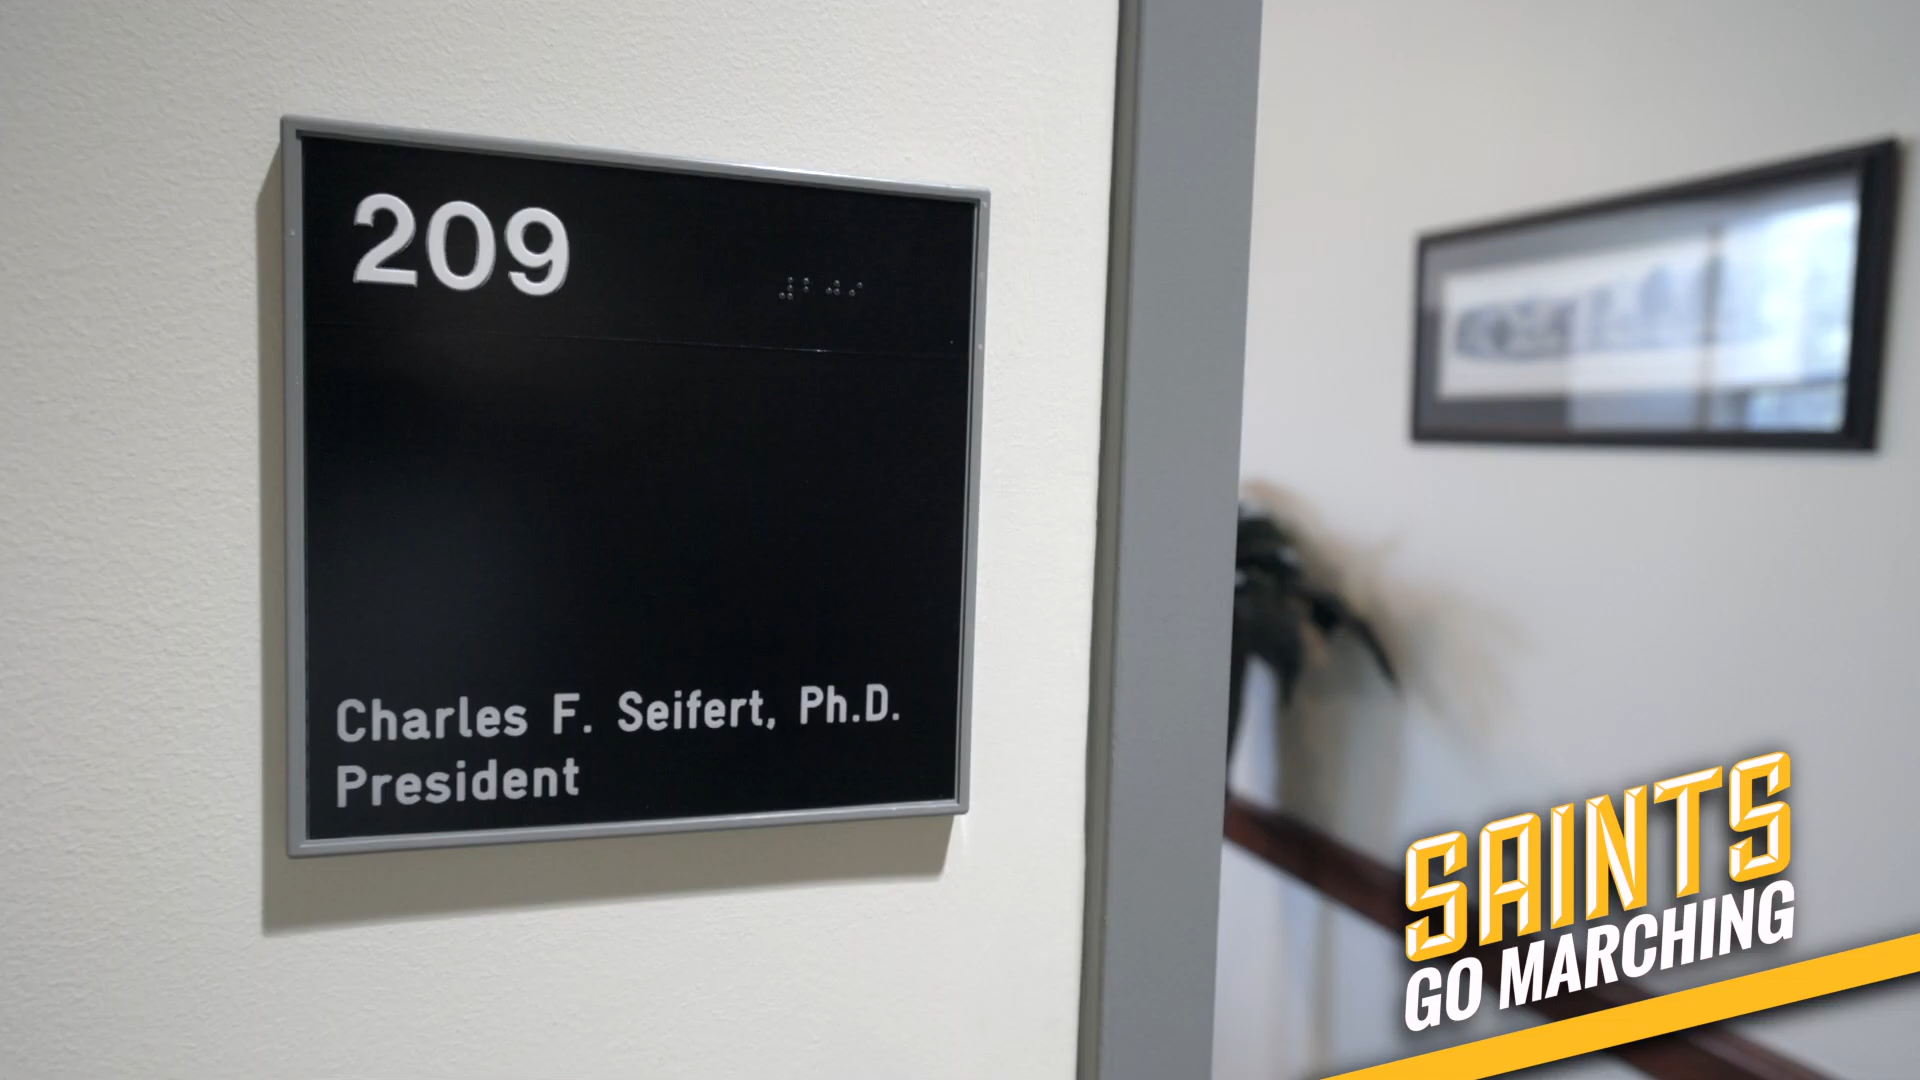 209
Charles F. Seifert, Ph.D.
President
SAINTS
GO MARCHING